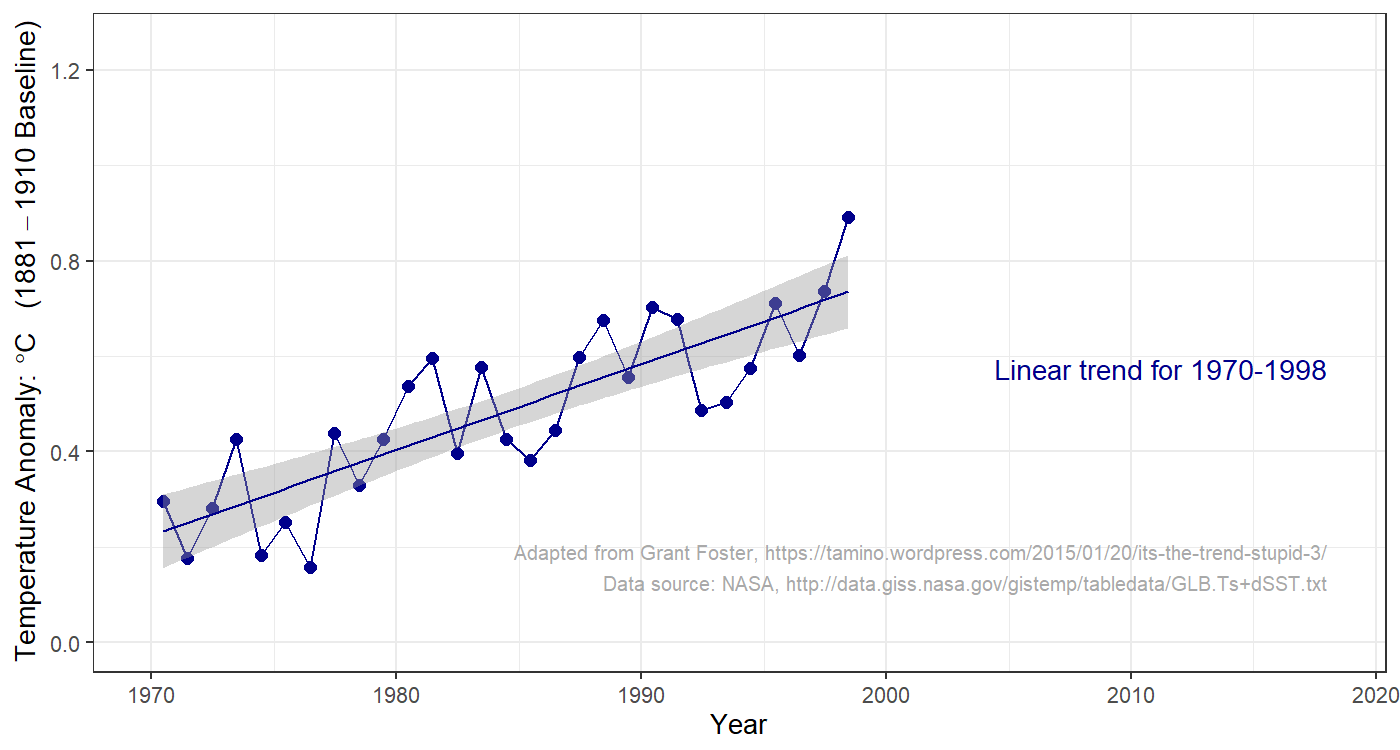 Temperature Anomaly: °C (1881 – 1910 Baseline)
1.2
0.8
0.4
0.0
Linear trend for 1970-1998
Adapted from Grant Foster, https://tamino.wordpress.com/2015/01/20/its-the-trend-stupid-3/
Data source: NASA, http://data.giss.nasa.gov/gistemp/tabledata/GLB.Ts+dSST.txt
1970 1980 1990 2000 2010 2020
Year